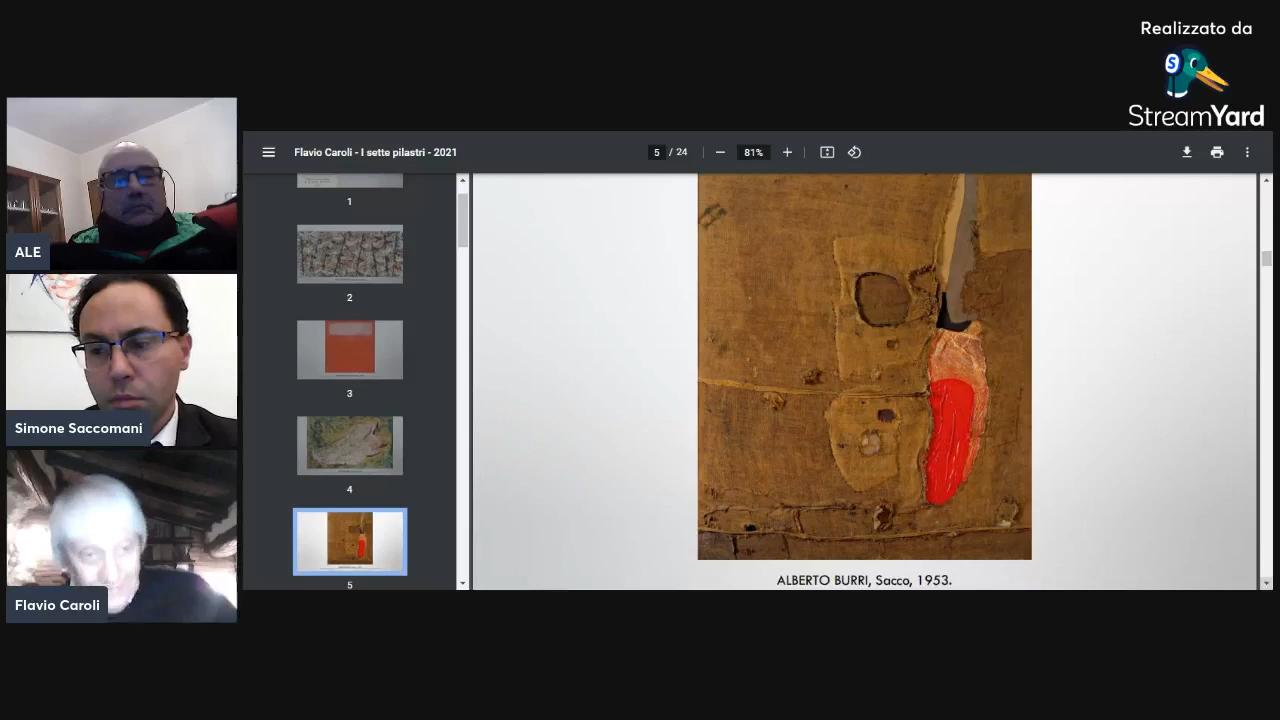 Realizzato da
S
StreamYard
Flavio Caroli - I sette pilastri - 2021
5 / 24
81%
1
2
3
4
5
ALBERTO BURRI, Sacco, 1953.
ALE
Simone Saccomani
Flavio Caroli